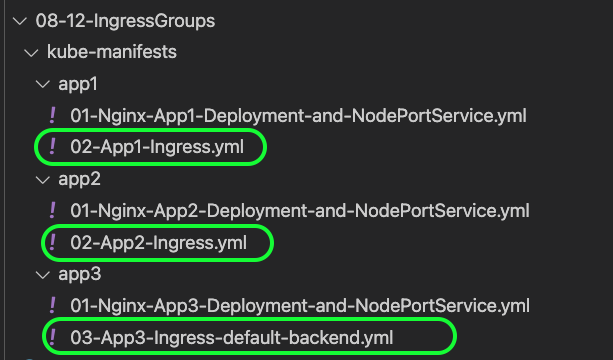 08-12-IngressGroups
kube-manifests
app1
! 01-Nginx-App1-Deployment-and-NodePortService.yml
! 02-App1-Ingress.yml
app2
! 01-Nginx-App2-Deployment-and-NodePortService.yml
! 02-App2-Ingress.yml
app3
! 01-Nginx-App3-Deployment-and-NodePortService.yml
! 03-App3-Ingress-default-backend.yml